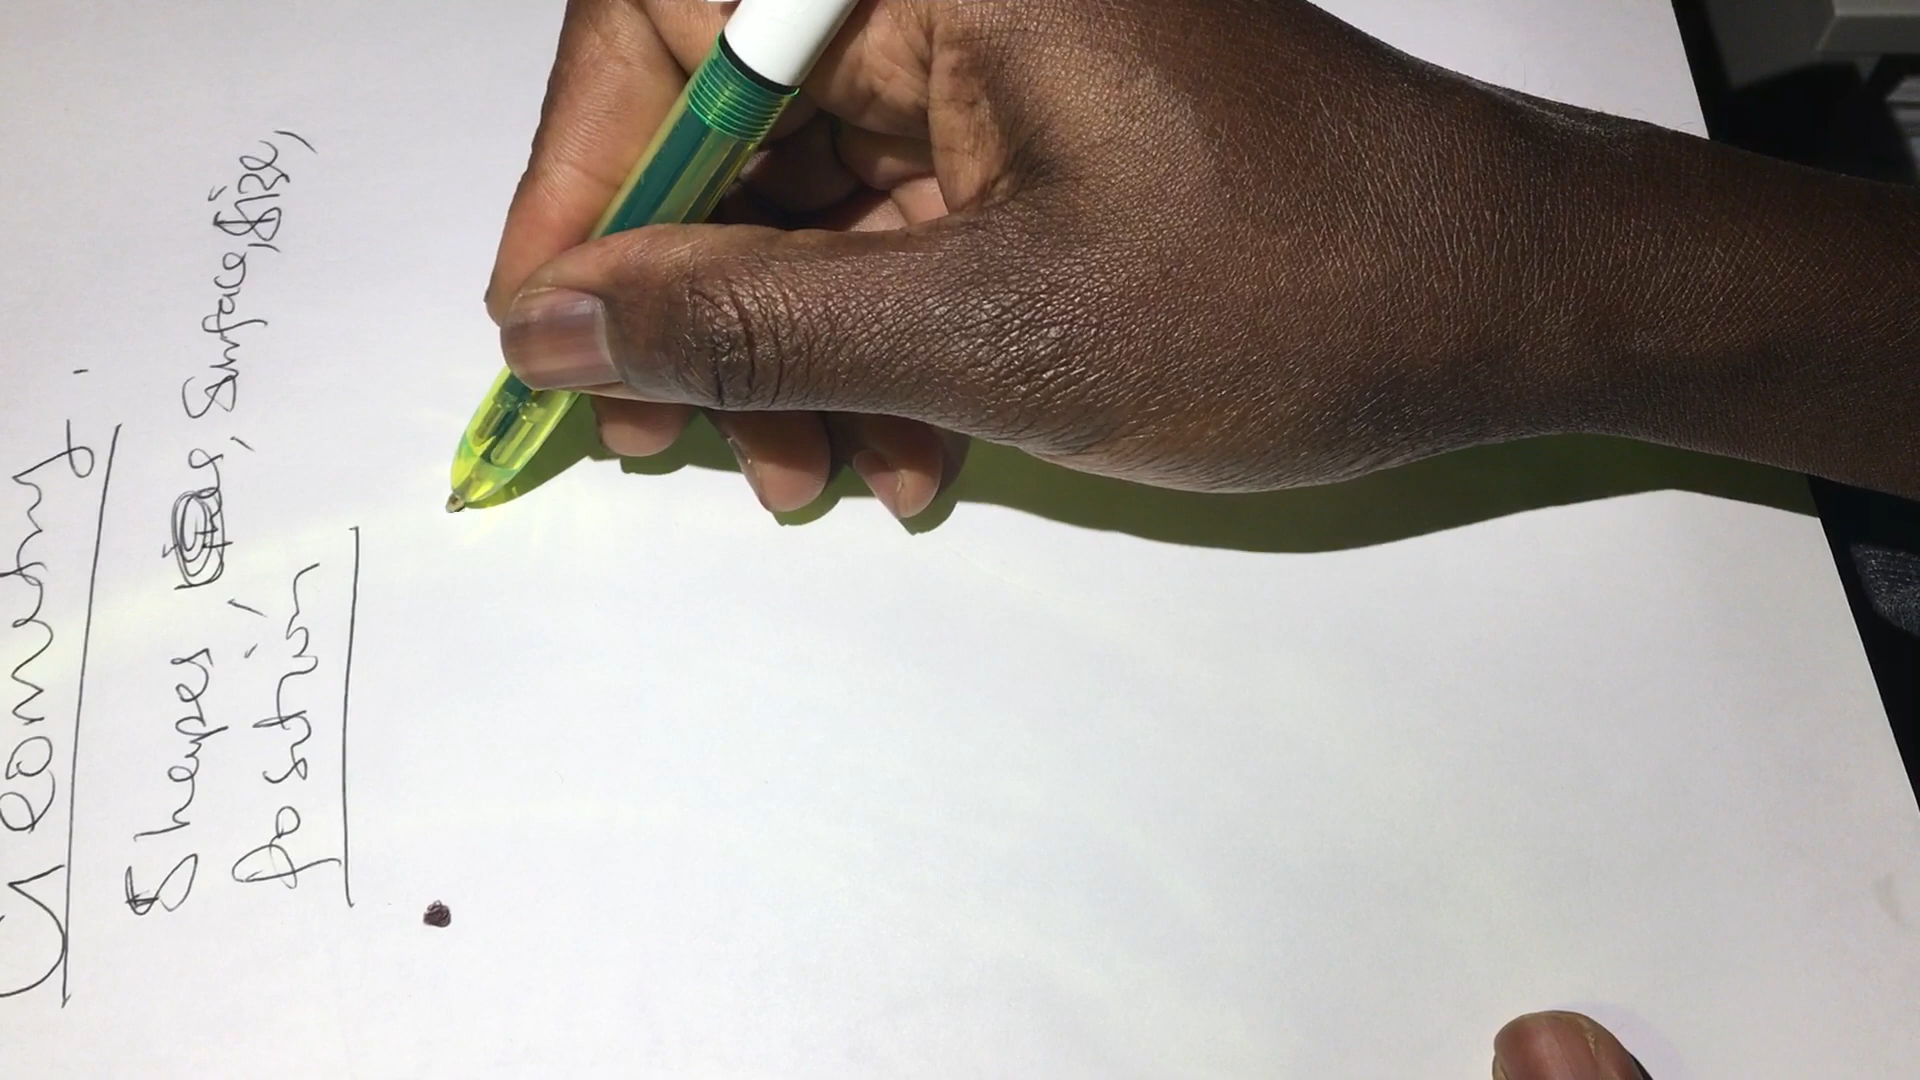 Geometry.
Shapes, Surface, Size,
position